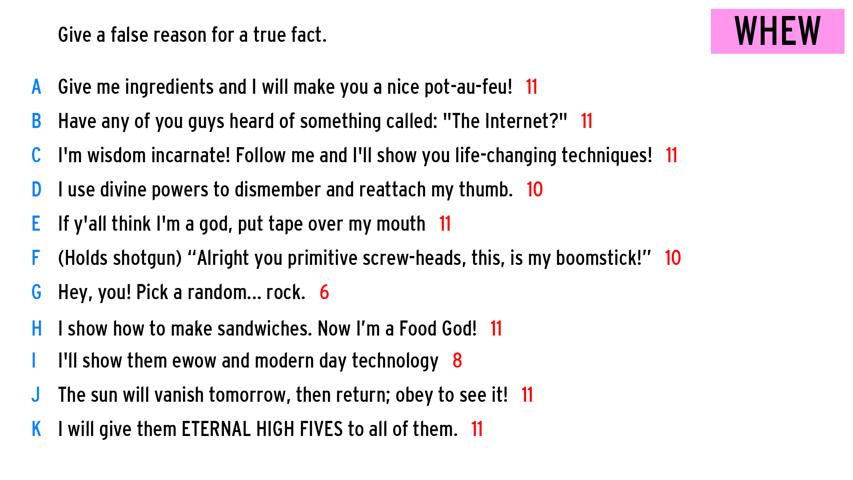 Give a false reason for a true fact.
WHEW
A Give me ingredients and I will make you a nice pot-au-feu! 11
B Have any of you guys heard of something called: "The Internet?" 11
C I'm wisdom incarnate! Follow me and I'll show you life-changing techniques! 11
D I use divine powers to dismember and reattach my thumb. 10
E If y'all think I'm a god, put tape over my mouth 11
F (Holds shotgun) “Alright you primitive screw-heads, this, is my boomstick!” 10
G Hey, you! Pick a random... rock. 6
H I show how to make sandwiches. Now I’m a Food God! 11
I I'll show them ewow and modern day technology 8
J The sun will vanish tomorrow, then return; obey to see it! 11
K I will give them ETERNAL HIGH FIVES to all of them. 11